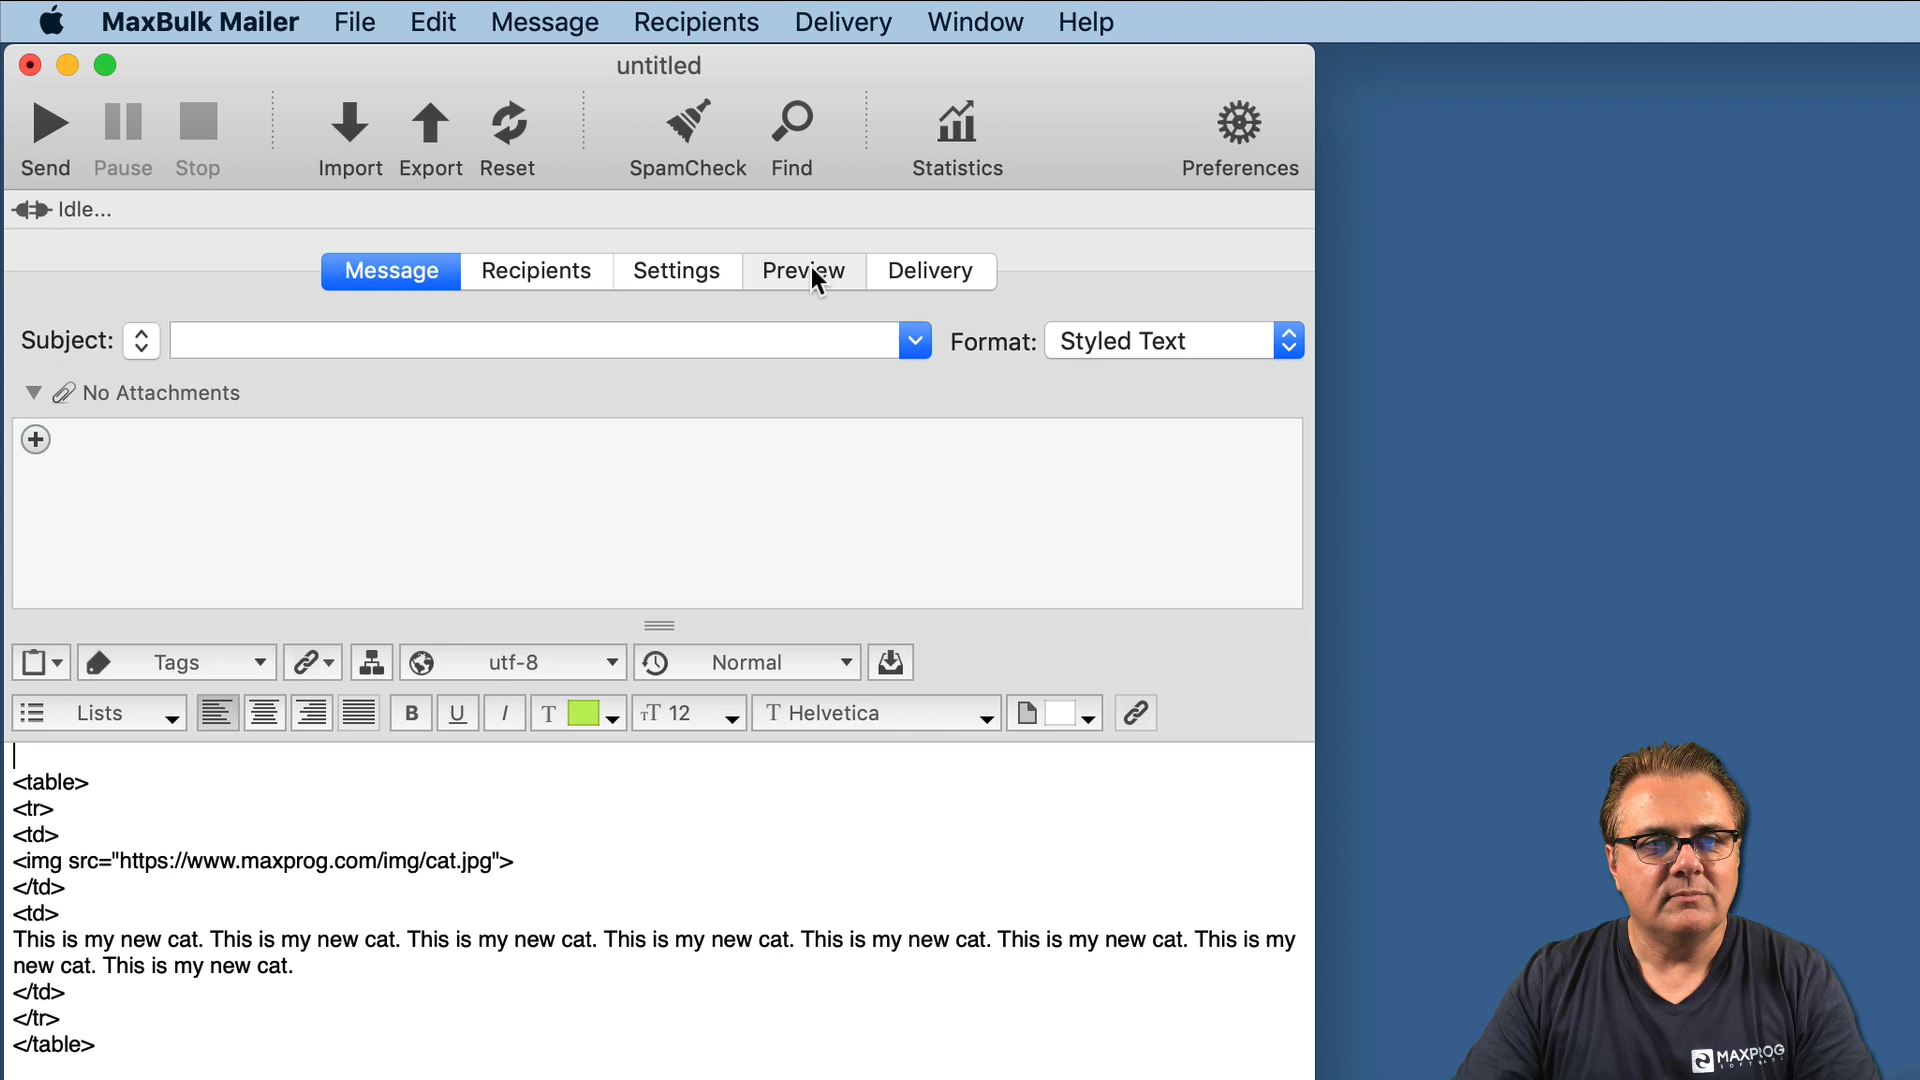 MaxBulk Mailer File Edit Message Recipients Delivery Window Help
untitled
Send Pause Stop Import Export Reset SpamCheck Find Statistics Preferences
Idle...
Message Recipients Settings Preview Delivery
Subject: Format: Styled Text
No Attachments
Tags utf-8 Normal
Lists B U I T TT 12 T Helvetica
<table>
<tr>
<td>
<img src="https://www.maxprog.com/img/cat.jpg">
</td>
<td>
This is my new cat. This is my new cat. This is my new cat. This is my new cat. This is my new cat. This is my new cat. This is my
new cat. This is my new cat.
</td>
</tr>
</table>
MAXPROG
SOFTWARE